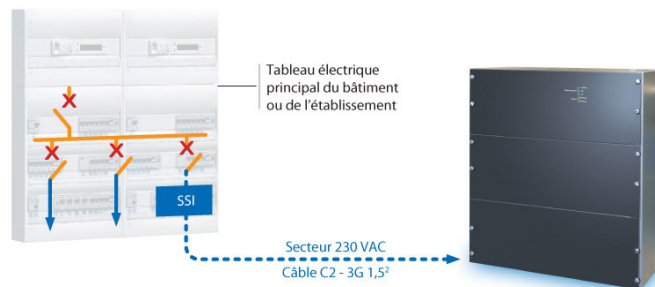 Tableau électrique
principal du bâtiment
ou de l'établissement
SSI
Secteur 230 VAC
Câble C2 - 3G 1,5²